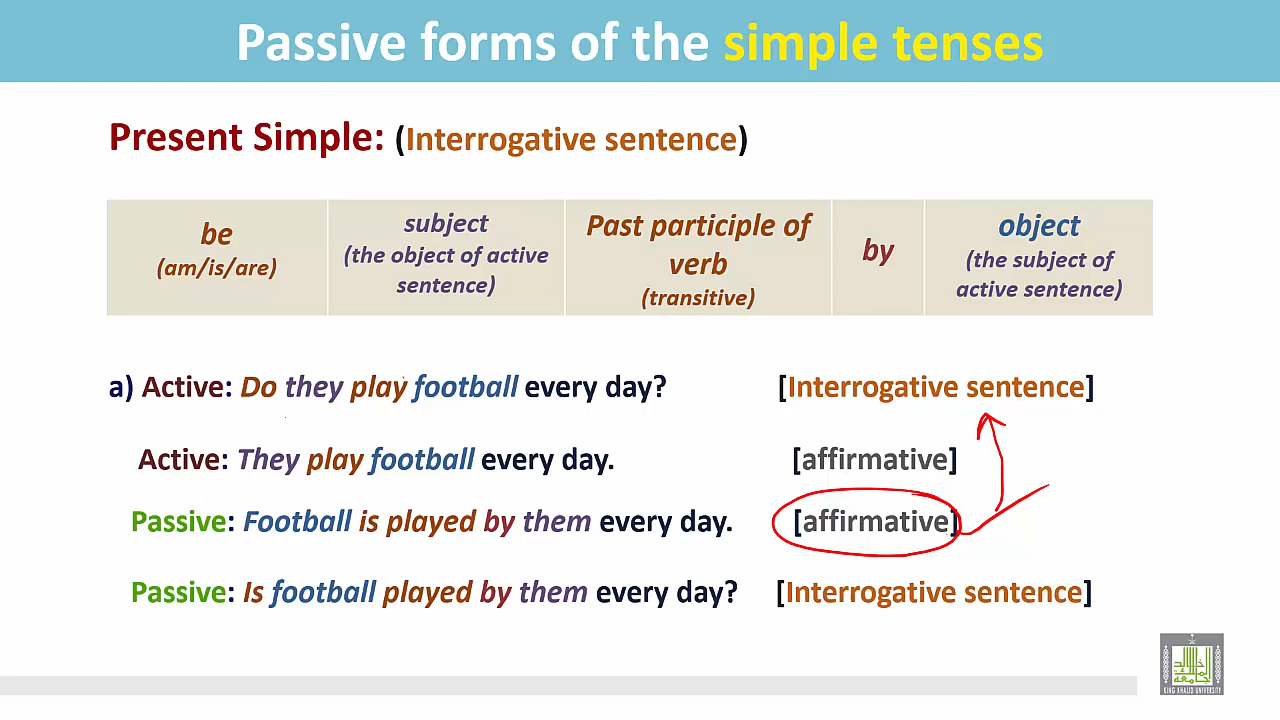 Passive forms of the simple tenses
Present Simple: (Interrogative sentence)
be
(am/is/are)
subject
(the object of active
sentence)
Past participle of
verb
(transitive)
by
object
(the subject of
active sentence)
a) Active: Do they play football every day? [Interrogative sentence]
Active: They play football every day. [affirmative]
Passive: Football is played by them every day. [affirmative]
Passive: Is football played by them every day? [Interrogative sentence]
KING KHALID UNIVERSITY